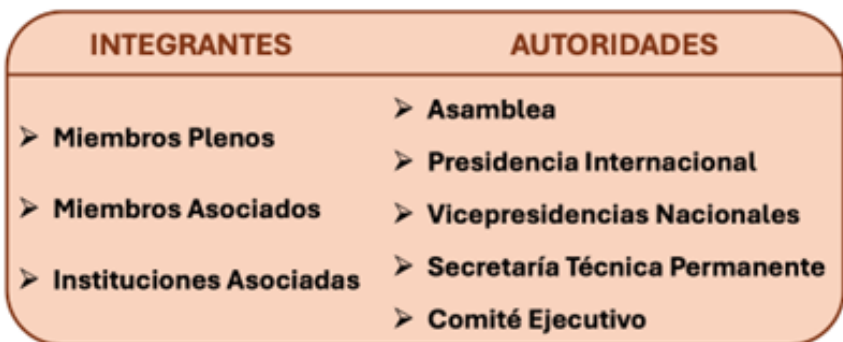 INTEGRANTES
AUTORIDADES
➢ Miembros Plenos
➢ Miembros Asociados
➢ Instituciones Asociadas
➢ Asamblea
➢ Presidencia Internacional
➢ Vicepresidencias Nacionales
➢ Secretaría Técnica Permanente
➢ Comité Ejecutivo